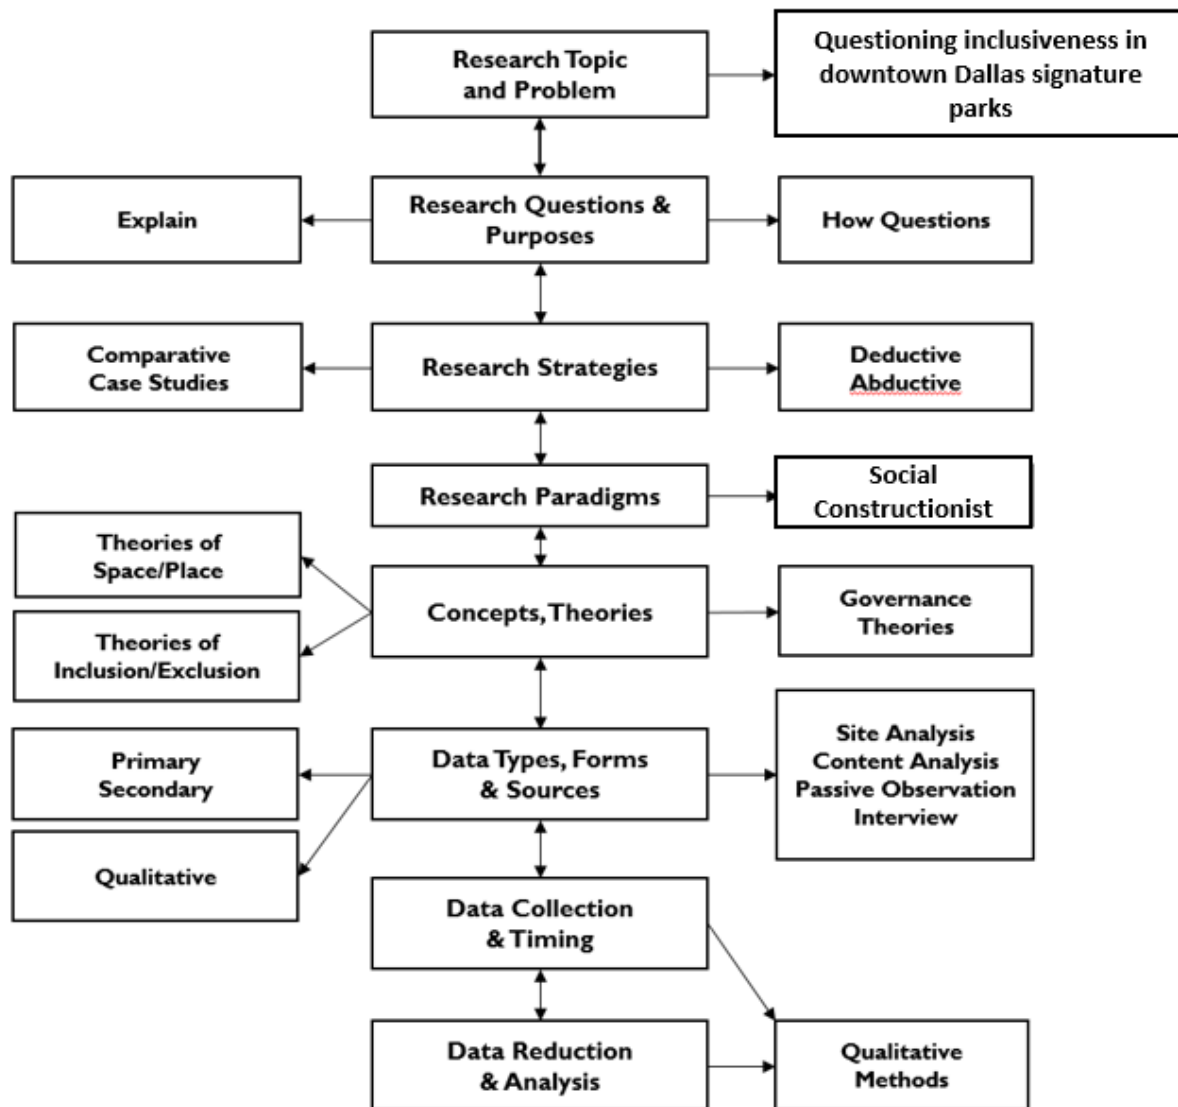 Research Topic
and Problem
Questioning inclusiveness in
downtown Dallas signature
parks
Explain
Research Questions &
Purposes
How Questions
Comparative
Case Studies
Research Strategies
Deductive
Abductive
Research Paradigms
Social
Constructionist
Theories of
Space/Place
Theories of
Inclusion/Exclusion
Concepts, Theories
Governance
Theories
Primary
Secondary
Qualitative
Data Types, Forms
& Sources
Site Analysis
Content Analysis
Passive Observation
Interview
Data Collection
& Timing
Data Reduction
& Analysis
Qualitative
Methods